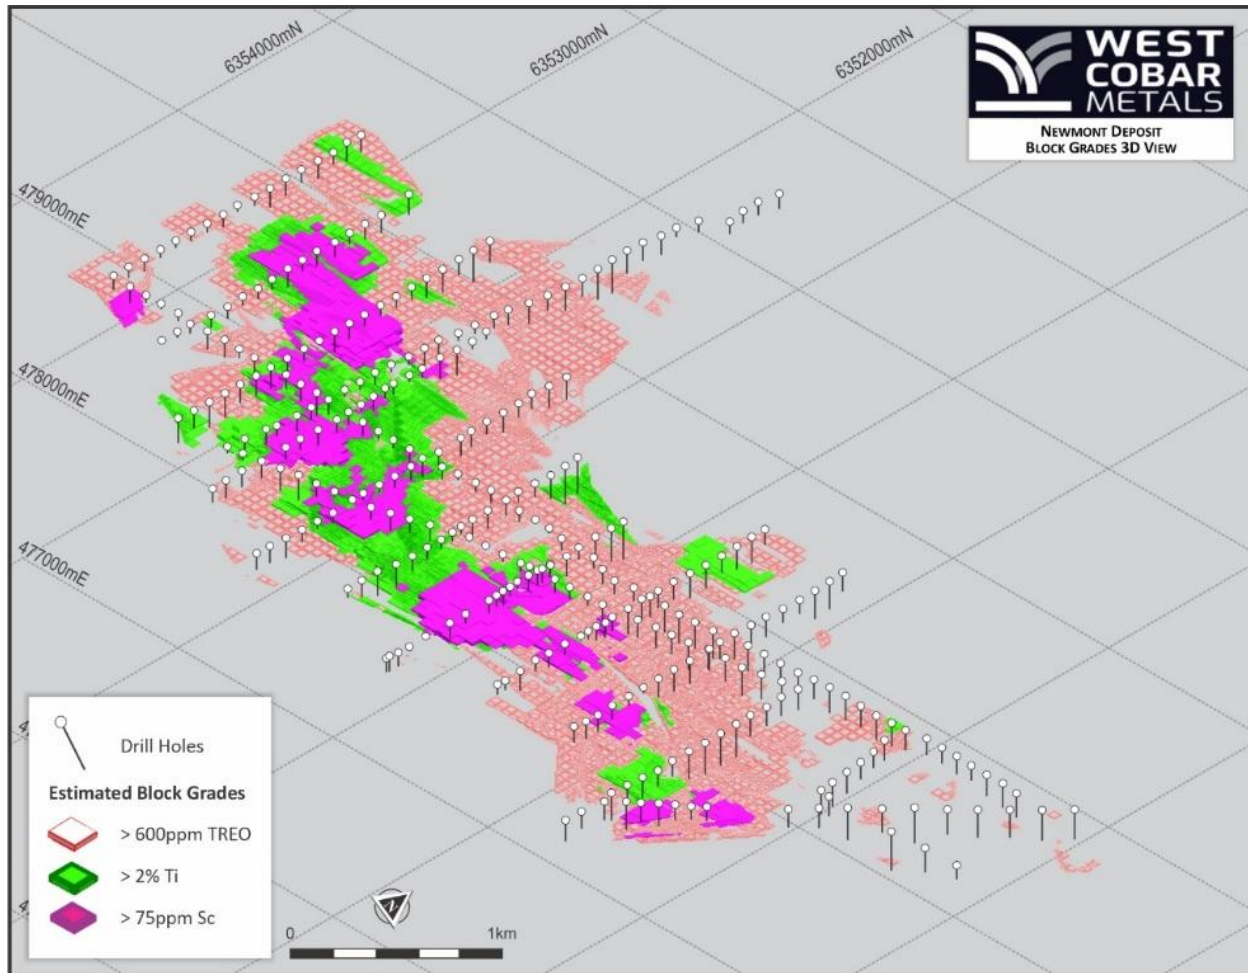 6354000mN
6353000mN
6352000mN
WEST
COBAR
METALS
NEWMONT DEPOSIT
BLOCK GRADES 3D VIEW
479000mE
478000mE
477000mE
Drill Holes
Estimated Block Grades
> 600ppm TREO
> 2% Ti
> 75ppm Sc
N
0 1km